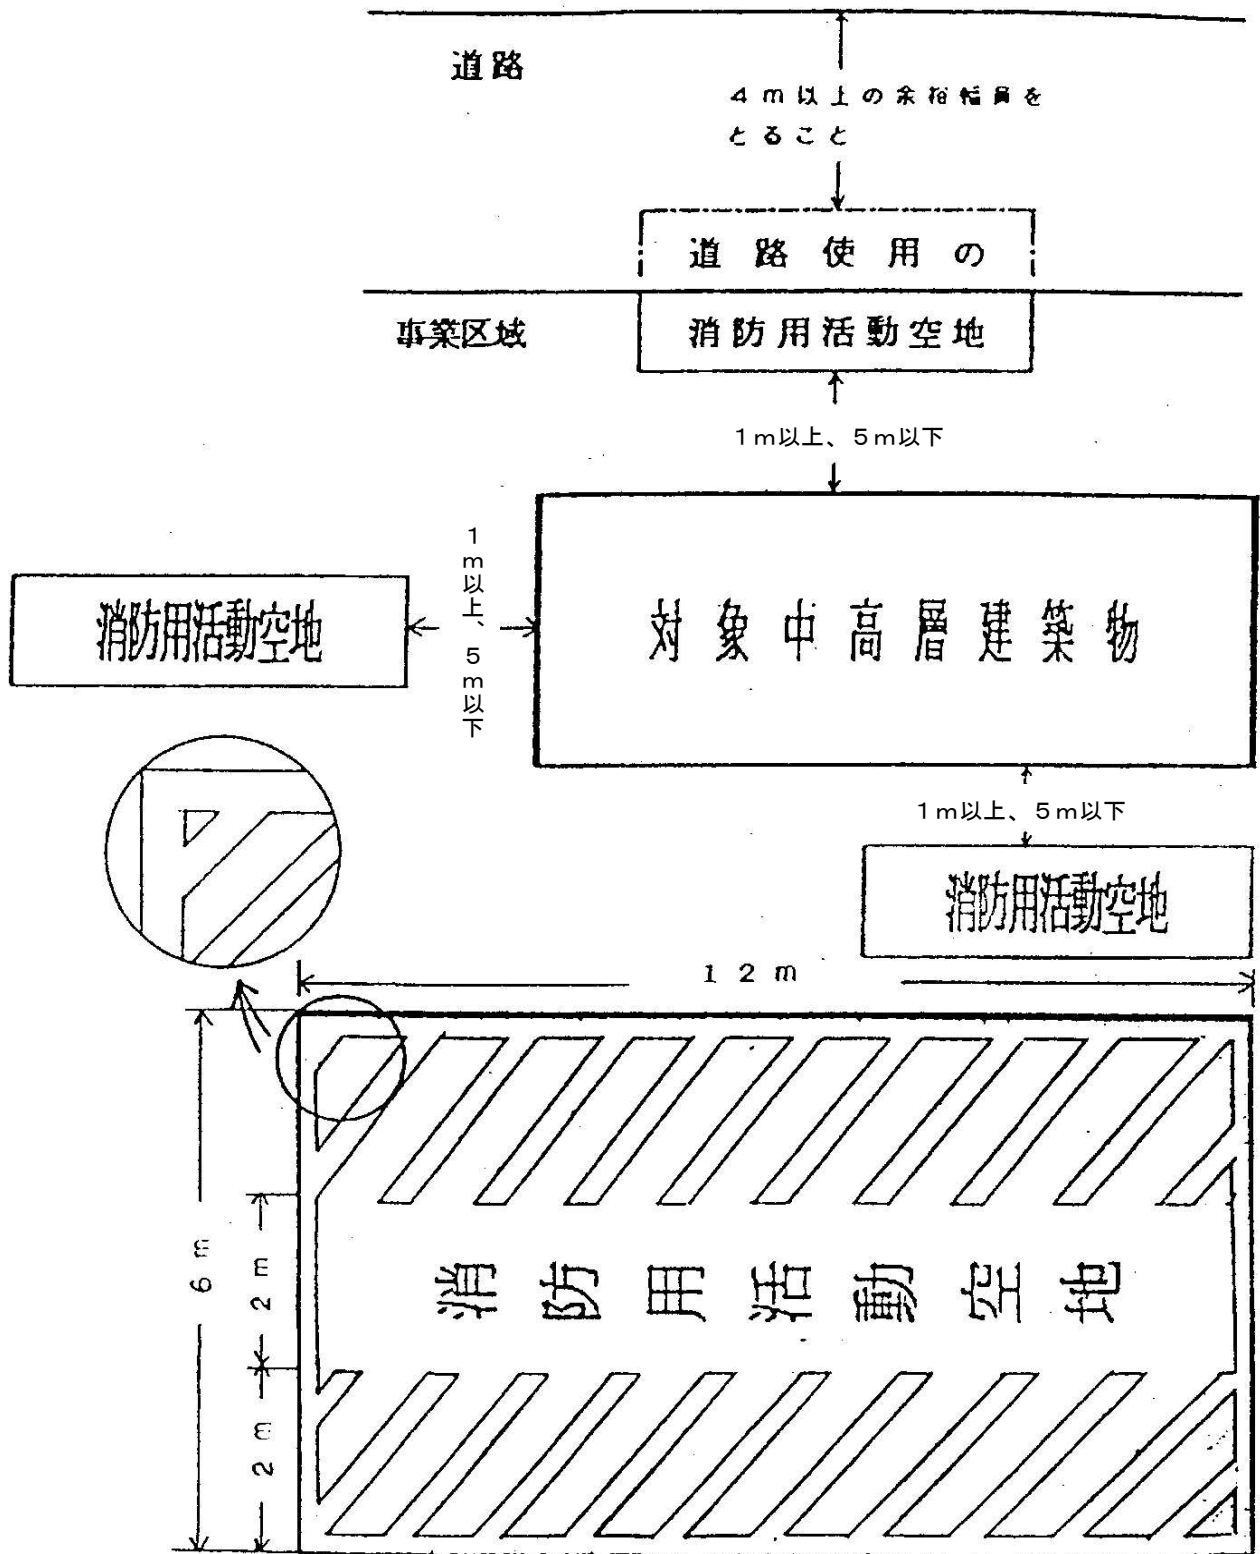 道路
4m以上の余裕幅員を
とること
道路使用の
事業区域
消防用活動空地
1m以上、5m以下
1m以上、5m以下
消防用活動空地
対象中高層建築物
1m以上、5m以下
消防用活動空地
12m
6m
2m
消防用活動空地
2m